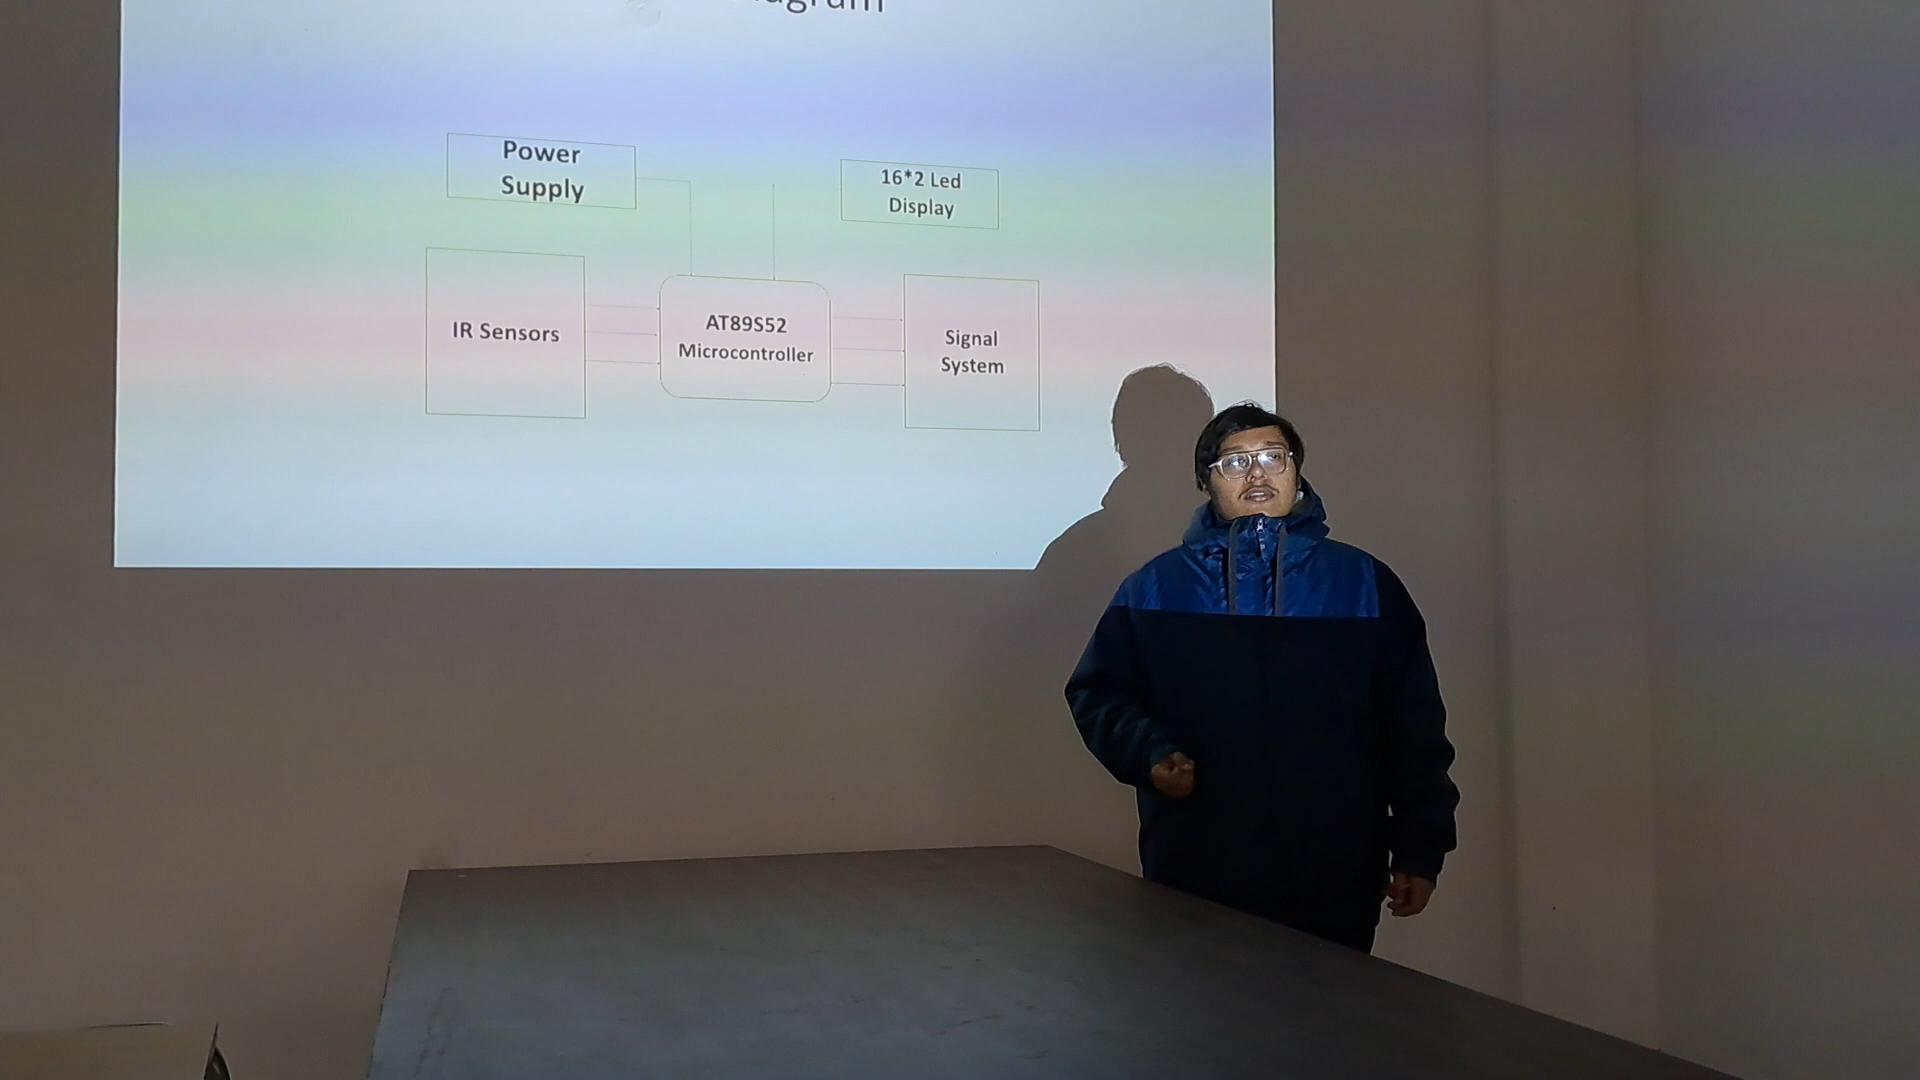 Power
Supply
16*2 Led
Display
IR Sensors
AT89S52
Microcontroller
Signal
System